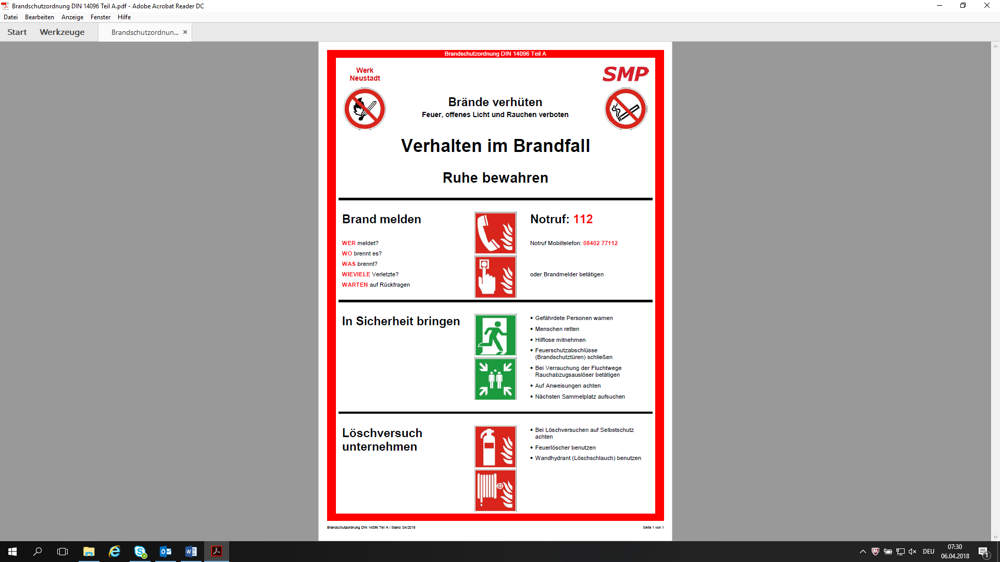 Brandschutzordnung DIN 14096 Teil A.pdf - Adobe Acrobat Reader DC
Datei Bearbeiten Anzeige Fenster Hilfe
Start Werkzeuge Brandschutzordnun... ×
Brandschutzordnung DIN 14096 Teil A
Werk
Neustadt
SMP
Brände verhüten
Feuer, offenes Licht und Rauchen verboten
Verhalten im Brandfall
Ruhe bewahren
Brand melden
WER meldet?
WO brennt es?
WAS brennt?
WIEVIELE Verletzte?
WARTEN auf Rückfragen
Notruf: 112
Notruf Mobiltelefon: 08402 77112
oder Brandmelder betätigen
In Sicherheit bringen
• Gefährdete Personen warnen
• Menschen retten
• Hilflose mitnehmen
• Feuerschutzabschlüsse
(Brandschutztüren) schließen
• Bei Verrauchung der Fluchtwege
Rauchabzugsauslöser betätigen
• Auf Anweisungen achten
• Nächsten Sammelplatz aufsuchen
Löschversuch
unternehmen
• Bei Löschversuchen auf Selbstschutz
achten
• Feuerlöscher benutzen
• Wandhydrant (Löschschlauch) benutzen
Brandschutzordnung DIN 14096 Teil A / Stand: 04/2018
Seite 1 von 1
DEU
07:30
06.04.2018
1